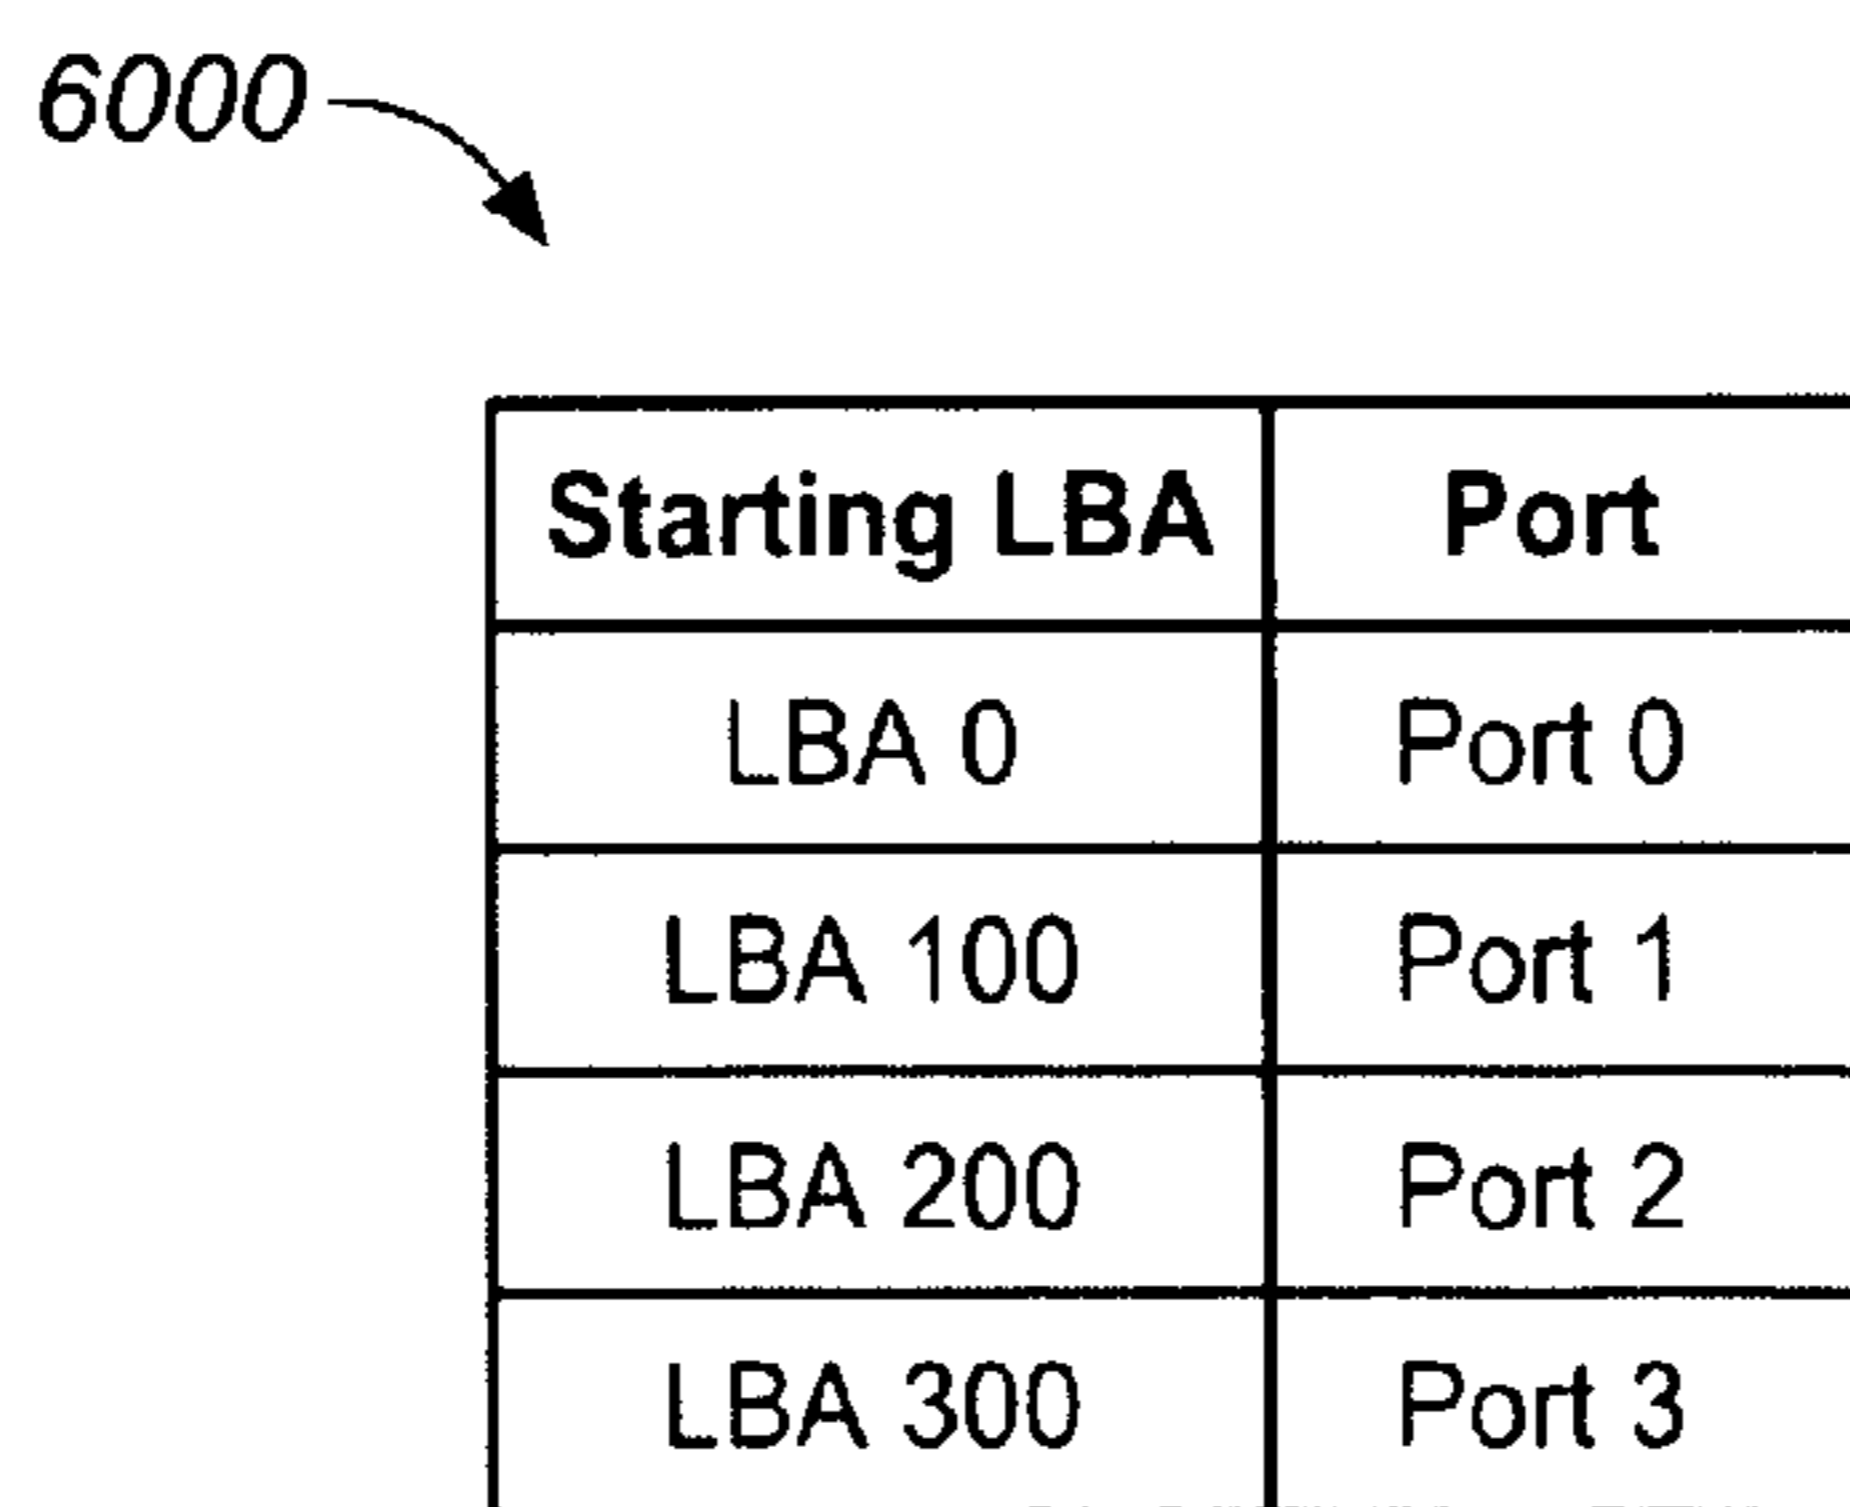 6000
Starting LBA Port
LBA 0 Port 0
LBA 100 Port 1
LBA 200 Port 2
LBA 300 Port 3